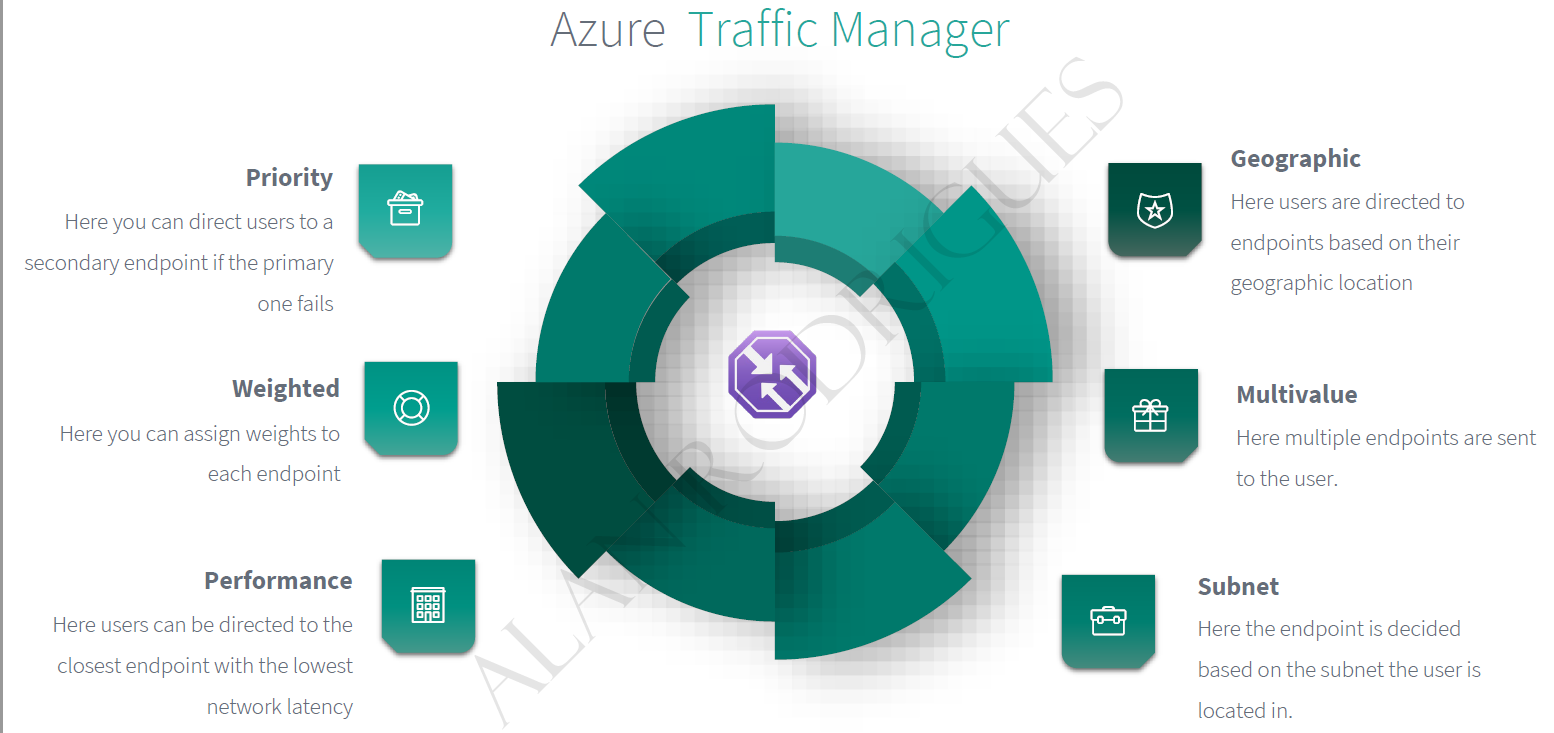 Azure Traffic Manager
Priority
Here you can direct users to a
secondary endpoint if the primary
one fails
Weighted
Here you can assign weights to
each endpoint
Performance
Here users can be directed to the
closest endpoint with the lowest
network latency
Geographic
Here users are directed to
endpoints based on their
geographic location
Multivalue
Here multiple endpoints are sent
to the user.
Subnet
Here the endpoint is decided
based on the subnet the user is
located in.